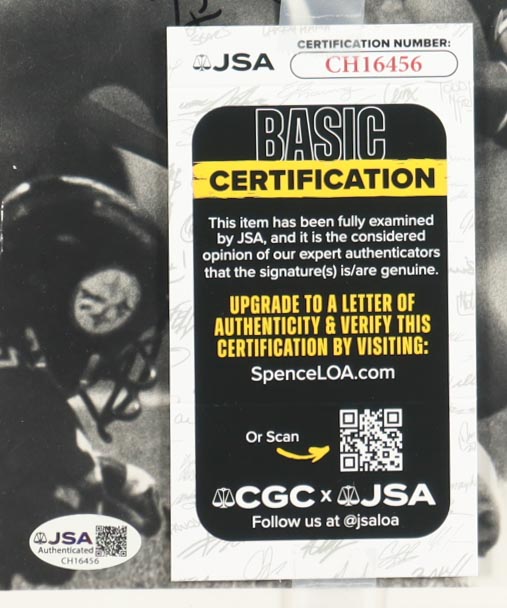 JSA
CERTIFICATION NUMBER:
CH16456
BASIC
CERTIFICATION
This item has been fully examined
by JSA, and it is the considered
opinion of our expert authenticators
that the signature(s) is/are genuine.
UPGRADE TO A LETTER OF
AUTHENTICITY & VERIFY THIS
CERTIFICATION BY VISITING:
SpenceLOA.com
Or Scan
CGC x JSA
Follow us at @jsaloa
JSA
Authenticated
CH16456